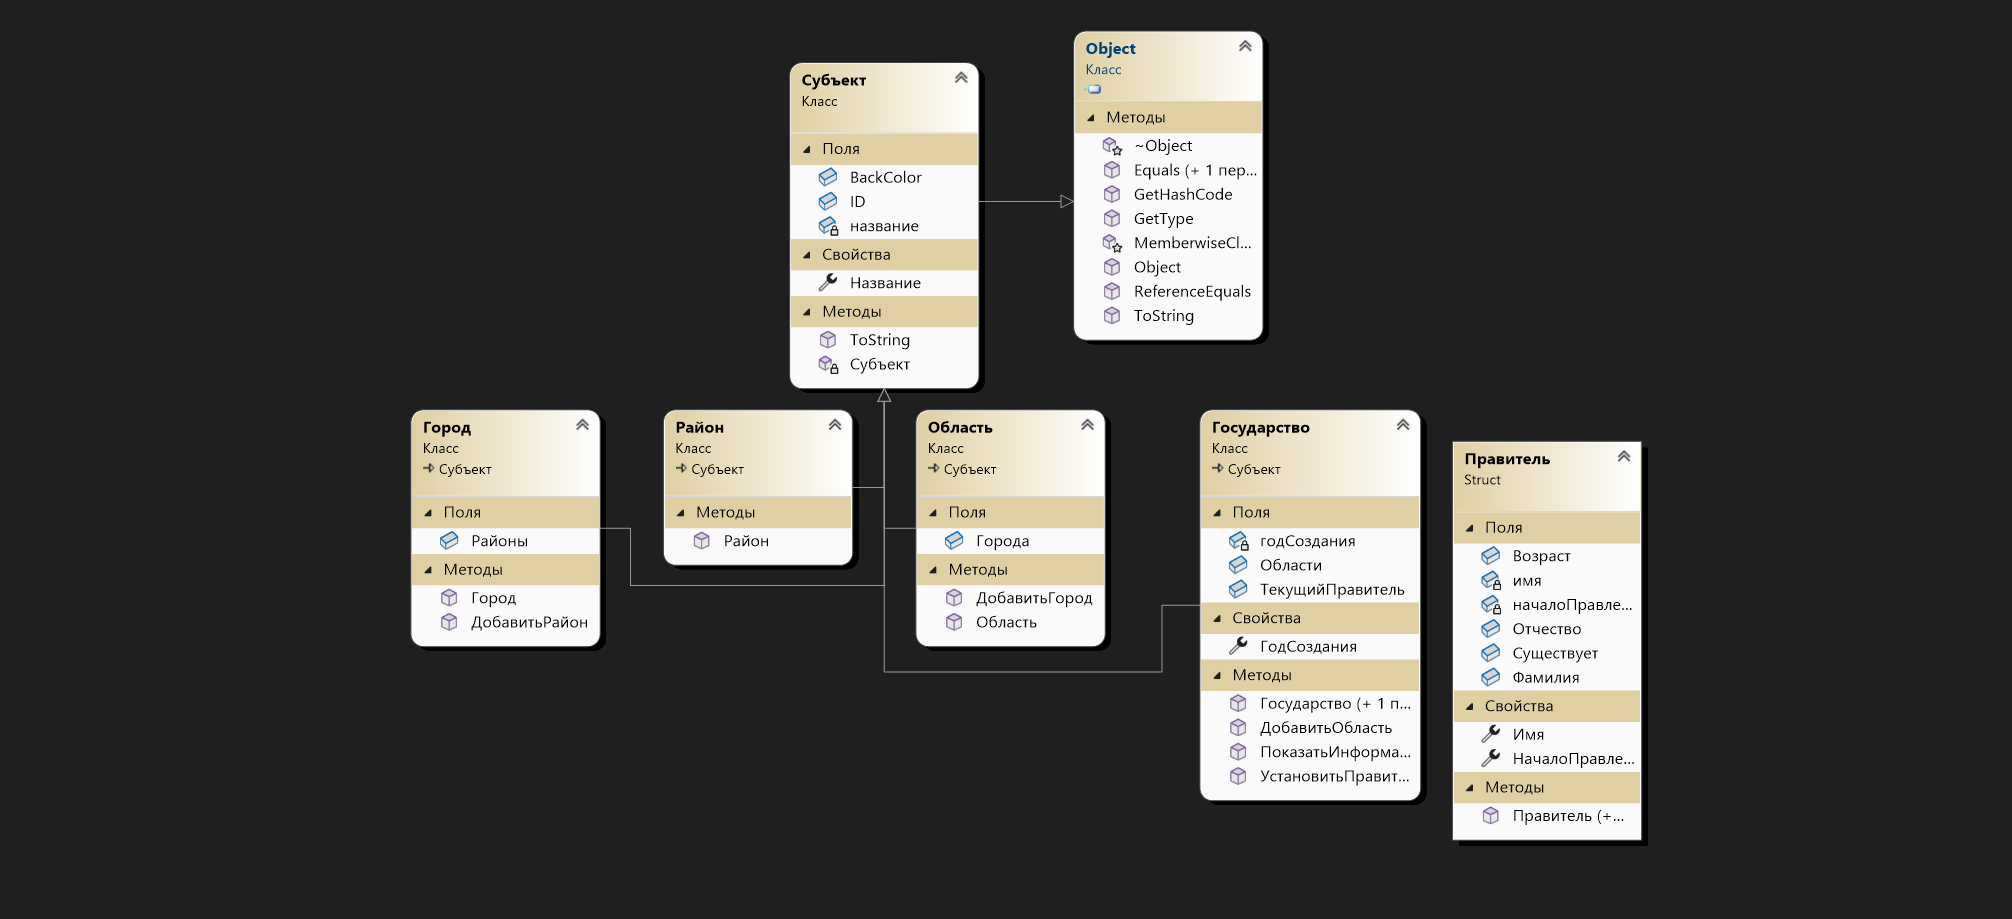 Субъект
Класс
Поля
BackColor
ID
название
Свойства
Название
Методы
ToString
Субъект
Object
Класс
Методы
~Object
Equals (+ 1 пер...
GetHashCode
GetType
MemberwiseCl...
Object
ReferenceEquals
ToString
Город
Класс
Субъект
Поля
Районы
Методы
Город
ДобавитьРайон
Район
Класс
Субъект
Методы
Район
Область
Класс
Субъект
Поля
Города
Методы
ДобавитьГород
Область
Государство
Класс
Субъект
Поля
годСоздания
Области
ТекущийПравитель
Свойства
ГодСоздания
Методы
Государство (+ 1 п...
ДобавитьОбласть
ПоказатьИнформа...
УстановитьПравит...
Правитель
Struct
Поля
Возраст
имя
началоПравле...
Отчество
Существует
Фамилия
Свойства
Имя
НачалоПравле...
Методы
Правитель (+...